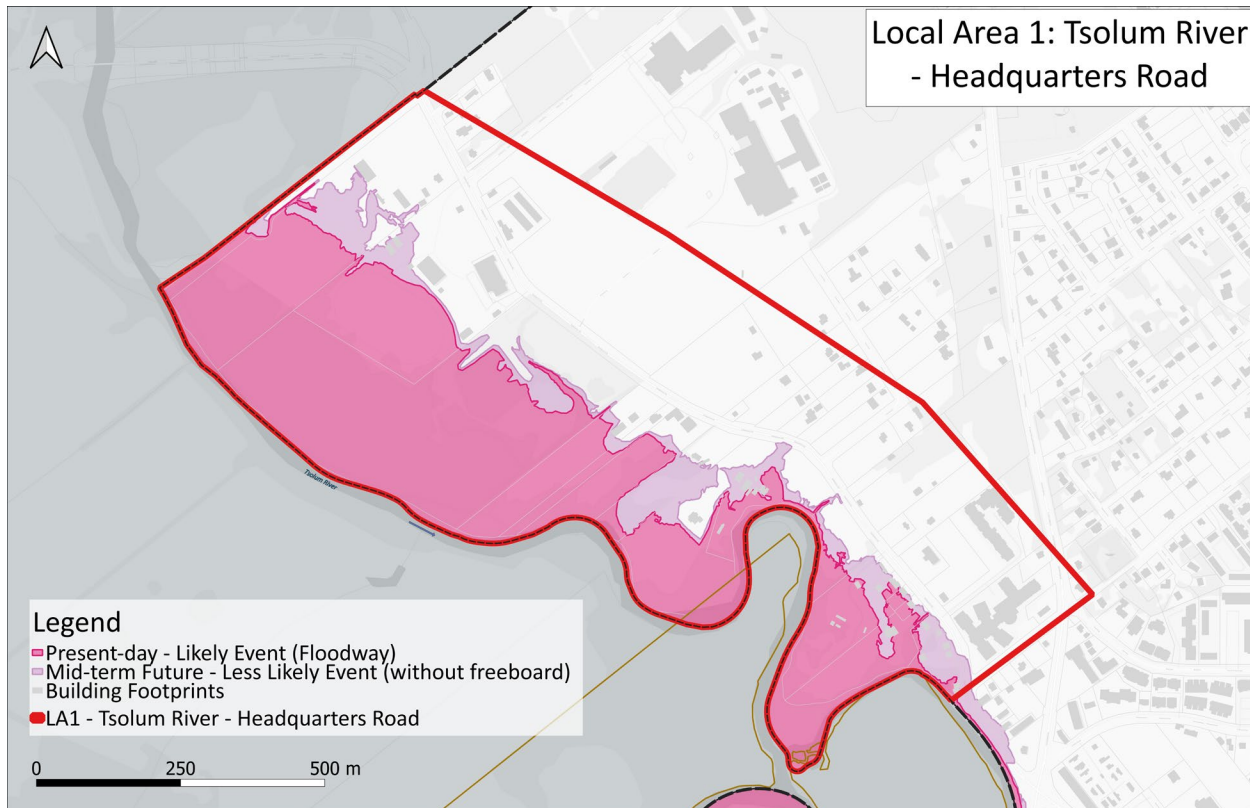 Local Area 1: Tsolum River
- Headquarters Road
Tsolum River
Legend
Present-day - Likely Event (Floodway)
Mid-term Future - Less Likely Event (without freeboard)
Building Footprints
LA1 - Tsolum River - Headquarters Road
0 250 500 m